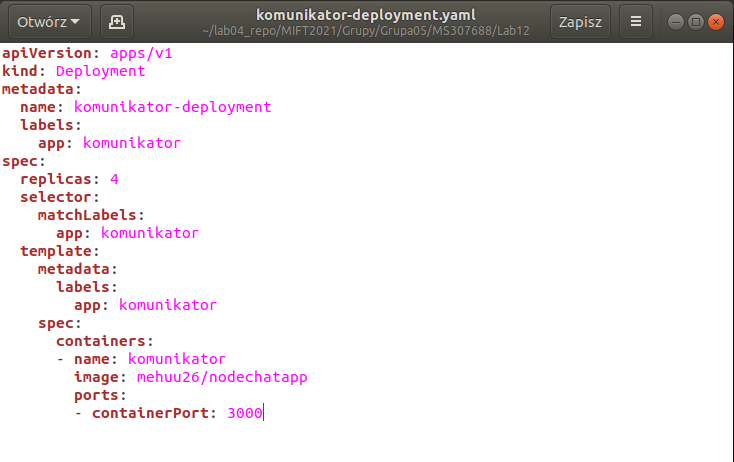 Otwórz
komunikator-deployment.yaml
~/lab04_repo/MIFT2021/Grupy/Grupa05/MS307688/Lab12
Zapisz
apiVersion: apps/v1
kind: Deployment
metadata:
  name: komunikator-deployment
  labels:
    app: komunikator
spec:
  replicas: 4
  selector:
    matchLabels:
      app: komunikator
  template:
    metadata:
      labels:
        app: komunikator
    spec:
      containers:
      - name: komunikator
        image: mehuu26/nodechatapp
        ports:
        - containerPort: 3000